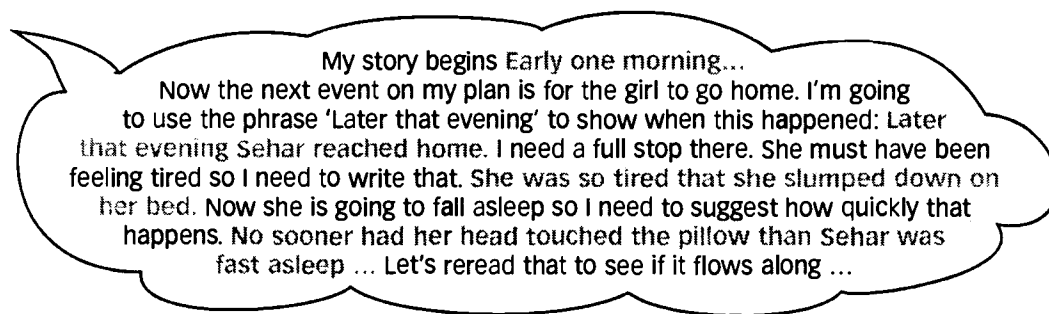 My story begins Early one morning...
Now the next event on my plan is for the girl to go home. I'm going
to use the phrase 'Later that evening' to show when this happened: Later
that evening Sehar reached home. I need a full stop there. She must have been
feeling tired so I need to write that. She was so tired that she slumped down on
her bed. Now she is going to fall asleep so I need to suggest how quickly that
happens. No sooner had her head touched the pillow than Sehar was
fast asleep ... Let's reread that to see if it flows along ...